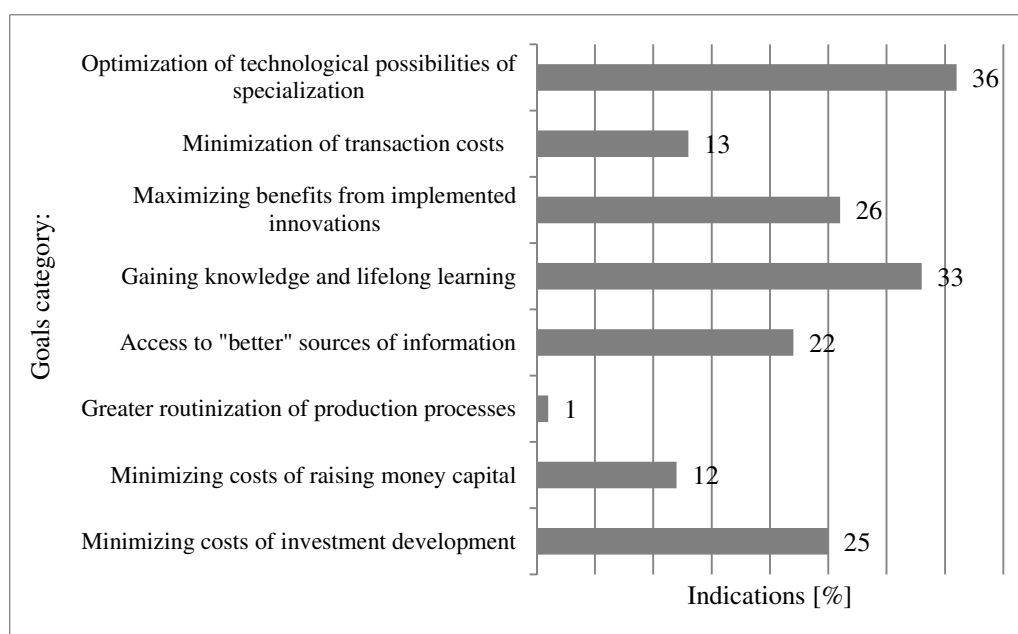 Goals category:
Optimization of technological possibilities of
specialization
36
Minimization of transaction costs
13
Maximizing benefits from implemented
innovations
26
Gaining knowledge and lifelong learning
33
Access to "better" sources of information
22
Greater routinization of production processes
1
Minimizing costs of raising money capital
12
Minimizing costs of investment development
25
Indications [%]